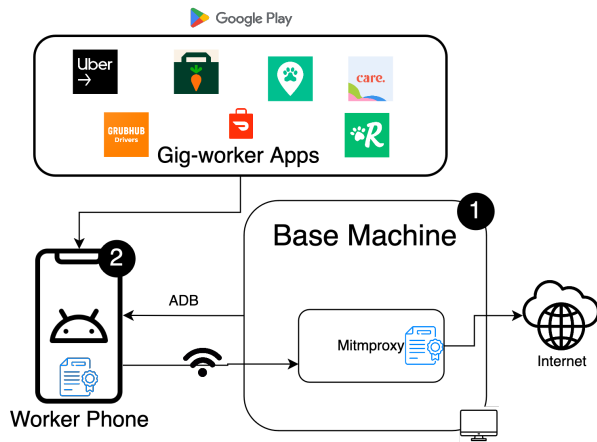 Google Play
Uber
care.
GRUBHUB
Drivers
R
Gig-worker Apps
1
Base Machine
2
ADB
Mitmproxy
Internet
Worker Phone